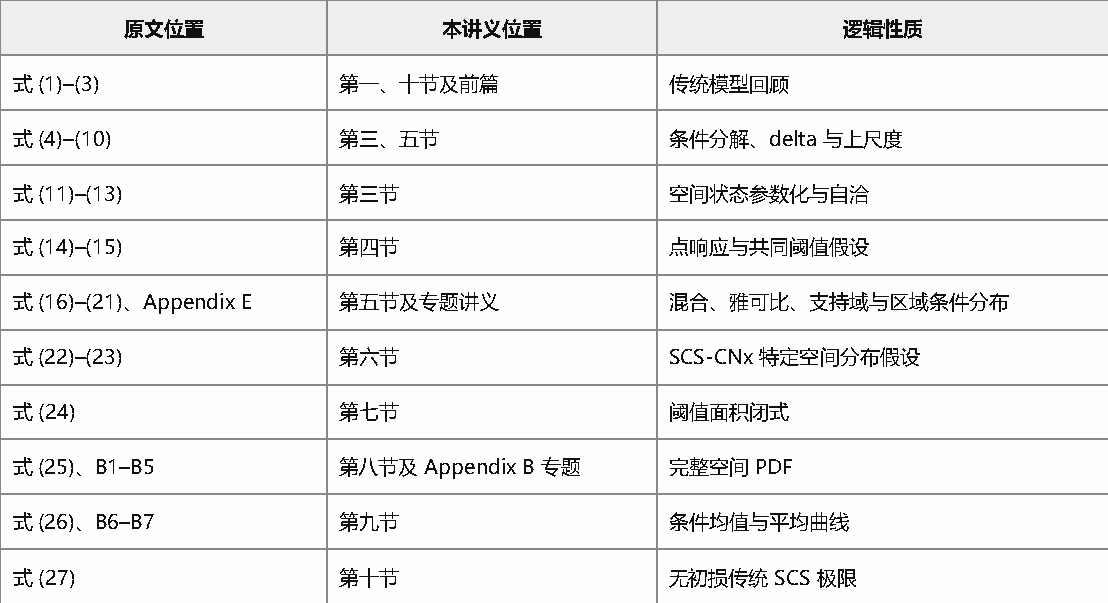 原文位置 本讲义位置 逻辑性质
式 (1)–(3) 第一、十节及前篇 传统模型回顾
式 (4)–(10) 第三、五节 条件分解、delta 与上尺度
式 (11)–(13) 第三节 空间状态参数化与自洽
式 (14)–(15) 第四节 点响应与共同阈值假设
式 (16)–(21)、Appendix E 第五节及专题讲义 混合、雅可比、支持域与区域条件分布
式 (22)–(23) 第六节 SCS-CNx 特定空间分布假设
式 (24) 第七节 阈值面积闭式
式 (25)、B1–B5 第八节及 Appendix B 专题 完整空间 PDF
式 (26)、B6–B7 第九节 条件均值与平均曲线
式 (27) 第十节 无初损传统 SCS 极限